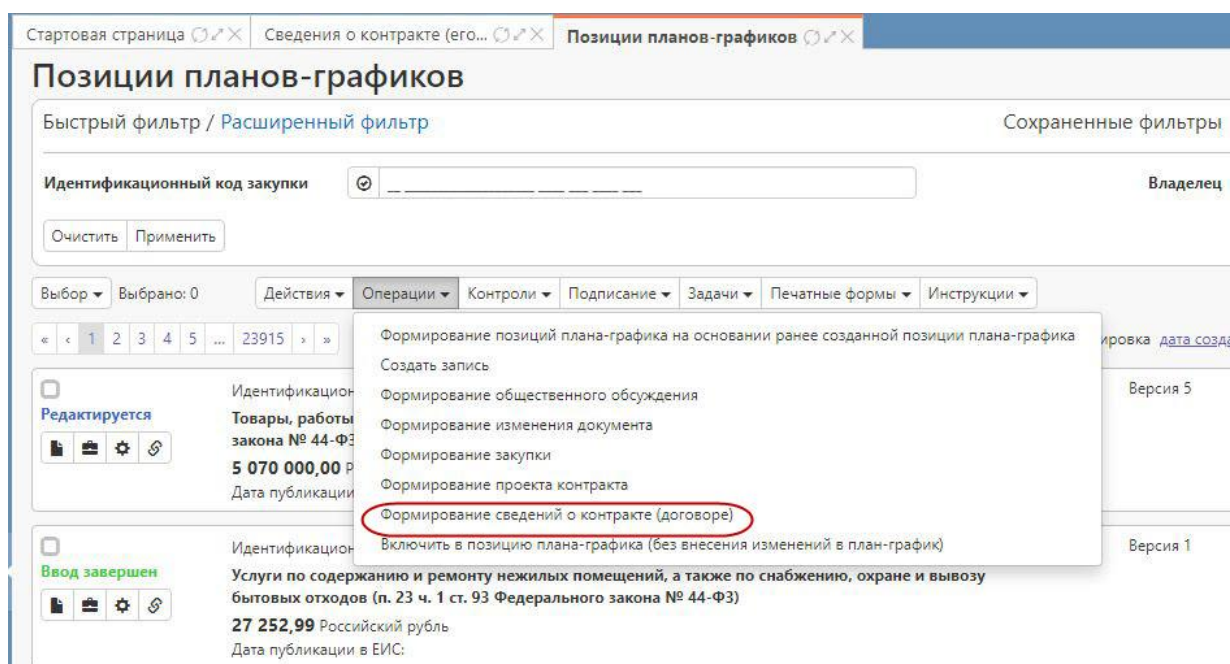 Стартовая страница Сведения о контракте (его... Позиции планов-графиков
Позиции планов-графиков
Быстрый фильтр / Расширенный фильтр Сохраненные фильтры
Идентификационный код закупки Владелец
Очистить Применить
Выбор Выбрано: 0 Действия Операции Контроли Подписание Задачи Печатные формы Инструкции
« ‹ 1 2 3 4 5 ... 23915 › » ировка дата созда
Формирование позиций плана-графика на основании ранее созданной позиции плана-графика
Создать запись
Формирование общественного обсуждения
Формирование изменения документа
Формирование закупки
Формирование проекта контракта
Формирование сведений о контракте (договоре)
Включить в позицию плана-графика (без внесения изменений в план-график)
Идентификацион Версия 5
Редактируется
Товары, работы
закона № 44-ФЗ
5 070 000,00 Р
Дата публикации
Идентификацион Версия 1
Ввод завершен
Услуги по содержанию и ремонту нежилых помещений, а также по снабжению, охране и вывозу
бытовых отходов (п. 23 ч. 1 ст. 93 Федерального закона № 44-ФЗ)
27 252,99 Российский рубль
Дата публикации в ЕИС: